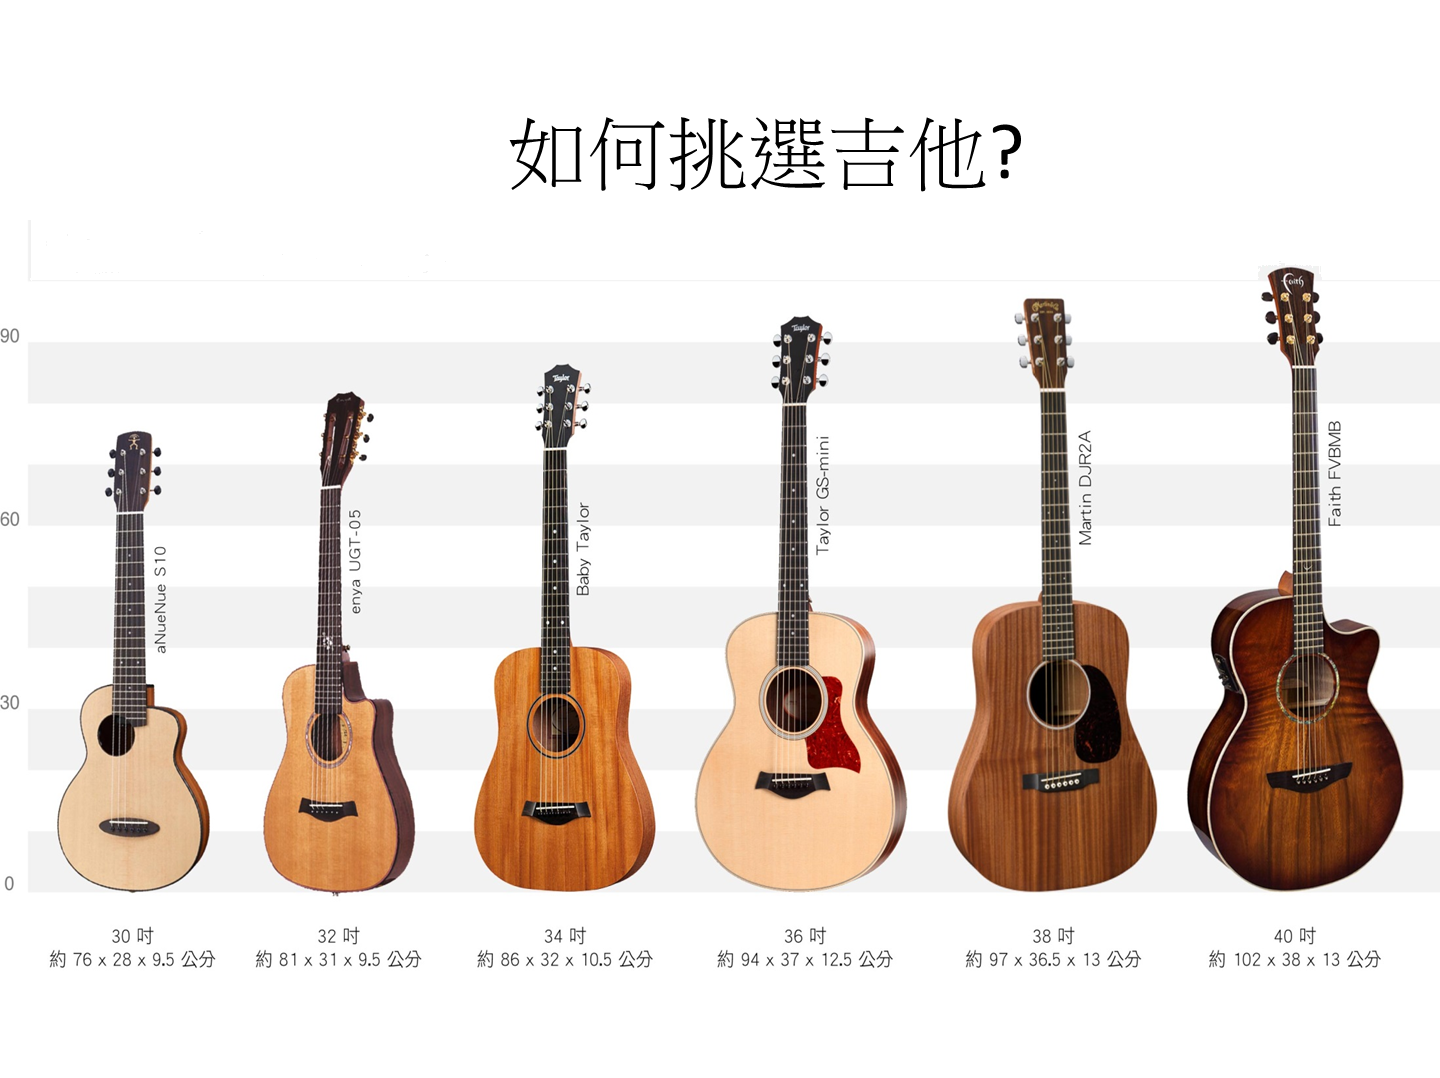 如何挑選吉他?
90
60
30
0
aNueNue S10
enya UGT-05
Baby Taylor
Taylor GS-mini
Martin DJR2A
Faith FVBMB
Taylor
Taylor
Faith
30 吋
約 76 x 28 x 9.5 公分
32 吋
約 81 x 31 x 9.5 公分
34 吋
約 86 x 32 x 10.5 公分
36 吋
約 94 x 37 x 12.5 公分
38 吋
約 97 x 36.5 x 13 公分
40 吋
約 102 x 38 x 13 公分